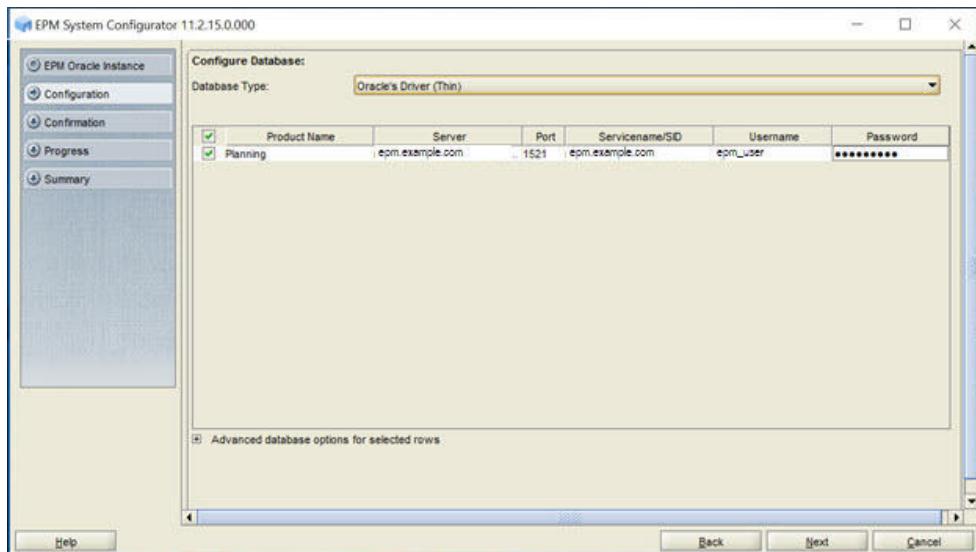 EPM System Configurator 11.2.15.0.000
EPM Oracle Instance
Configuration
Confirmation
Progress
Summary
Configure Database:
Database Type: Oracle's Driver (Thin)
Product Name Server Port Servicename/SID Username Password
Planning epm.example.com .. 1521 epm.example.com epm_user •••••••••
Advanced database options for selected rows
Help Back Next Cancel